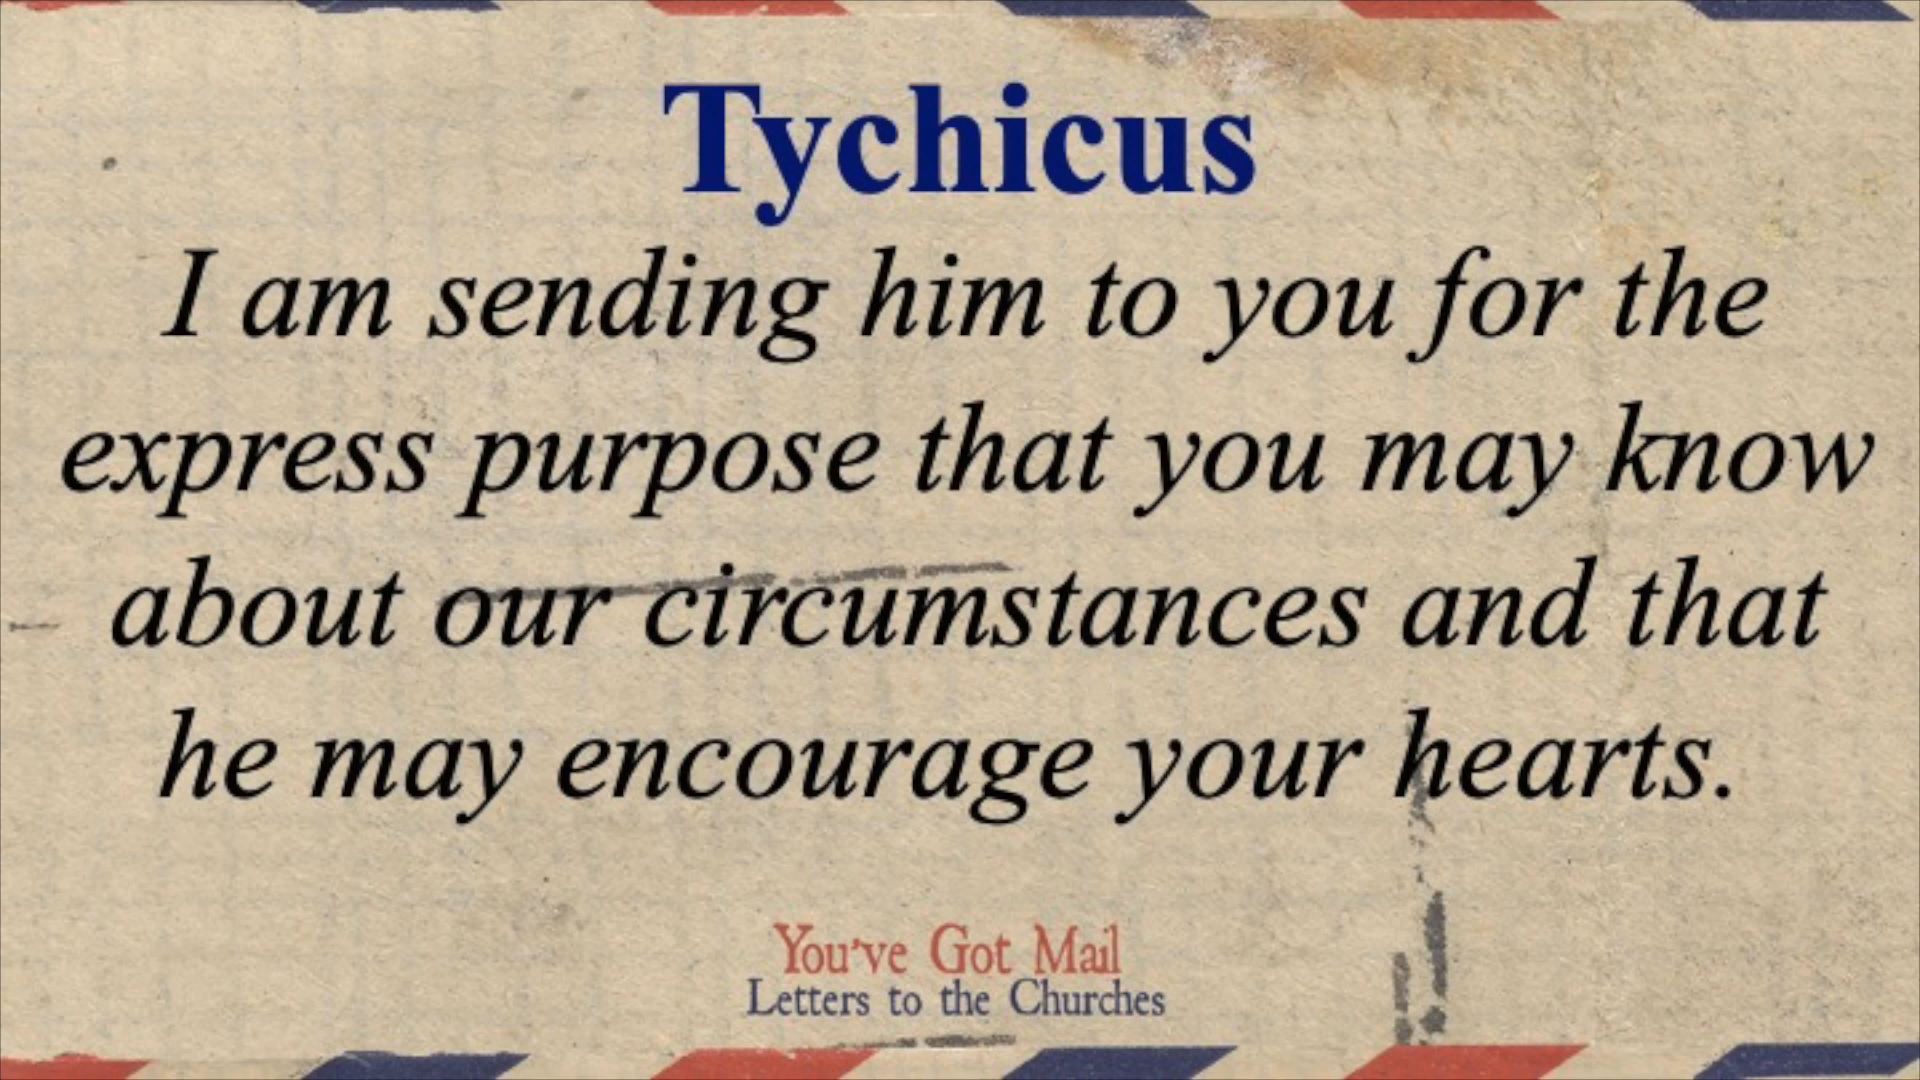 Tychicus
I am sending him to you for the
express purpose that you may know
about our circumstances and that
he may encourage your hearts.
You've Got Mail
Letters to the Churches